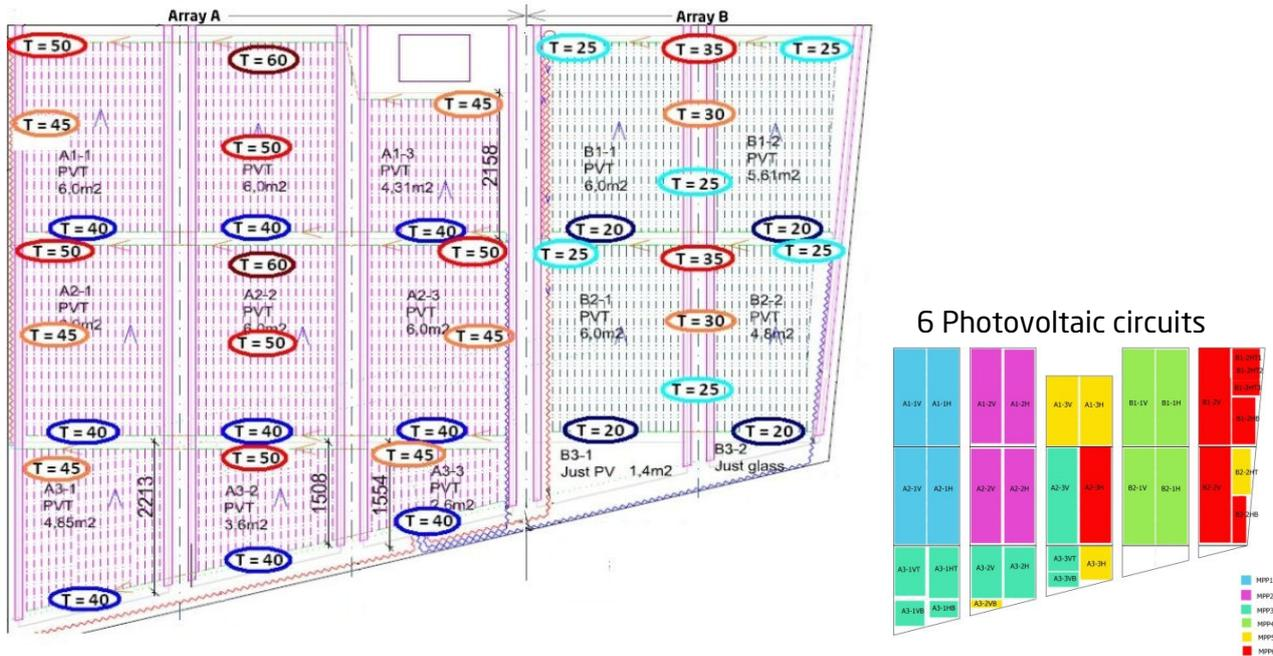 Array A
Array B
T = 50
T = 60
T = 45
T = 45
T = 50
A1-1
PVT
6,0m2
PVT
6,0m2
A1-3
PVT
4,31m2
2158
T = 40
T = 40
T = 40
T = 25
T = 35
T = 25
T = 30
B1-1
PVT
6,0m2
B1-2
PVT
5,61m2
T = 25
T = 20
T = 20
T = 50
T = 60
T = 50
A2-1
PVT
A2-2
PVT
6,0m2
A2-3
PVT
6,0m2
T = 45
T = 50
T = 45
T = 40
T = 40
T = 40
T = 25
T = 35
T = 25
B2-1
PVT
6,0m2
T = 30
B2-2
PVT
4,8m2
T = 25
T = 20
T = 20
B3-1
Just PV 1,4m2
B3-2
Just glass
T = 45
A3-1
PVT
4,85m2
2213
T = 50
A3-2
PVT
3,6m2
1508
1554
T = 45
A3-3
PVT
2,6m2
T = 40
T = 40
T = 40
6 Photovoltaic circuits
A1-1V A1-1H A1-2V A1-2H A1-3V A1-3H B1-1V B1-1H B1-2V B1-2HT1
B1-2HT2
B1-2HT3
B1-2HB
A2-1V A2-1H A2-2V A2-2H A2-3V A2-3H B2-1V B2-1H B2-2V B2-2HT
B2-2HB
A3-1VT A3-1HT A3-2V A3-2H A3-3VT A3-3H
A3-3VB
A3-1VB A3-1HB A3-2VB
MPP1
MPP2
MPP3
MPP4
MPP5
MPP6